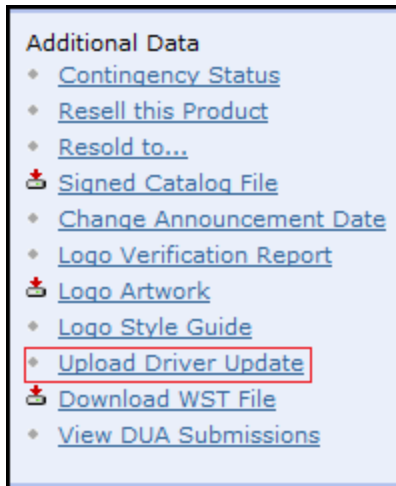 Additional Data
Contingency Status
Resell this Product
Resold to...
Signed Catalog File
Change Announcement Date
Logo Verification Report
Logo Artwork
Logo Style Guide
Upload Driver Update
Download WST File
View DUA Submissions